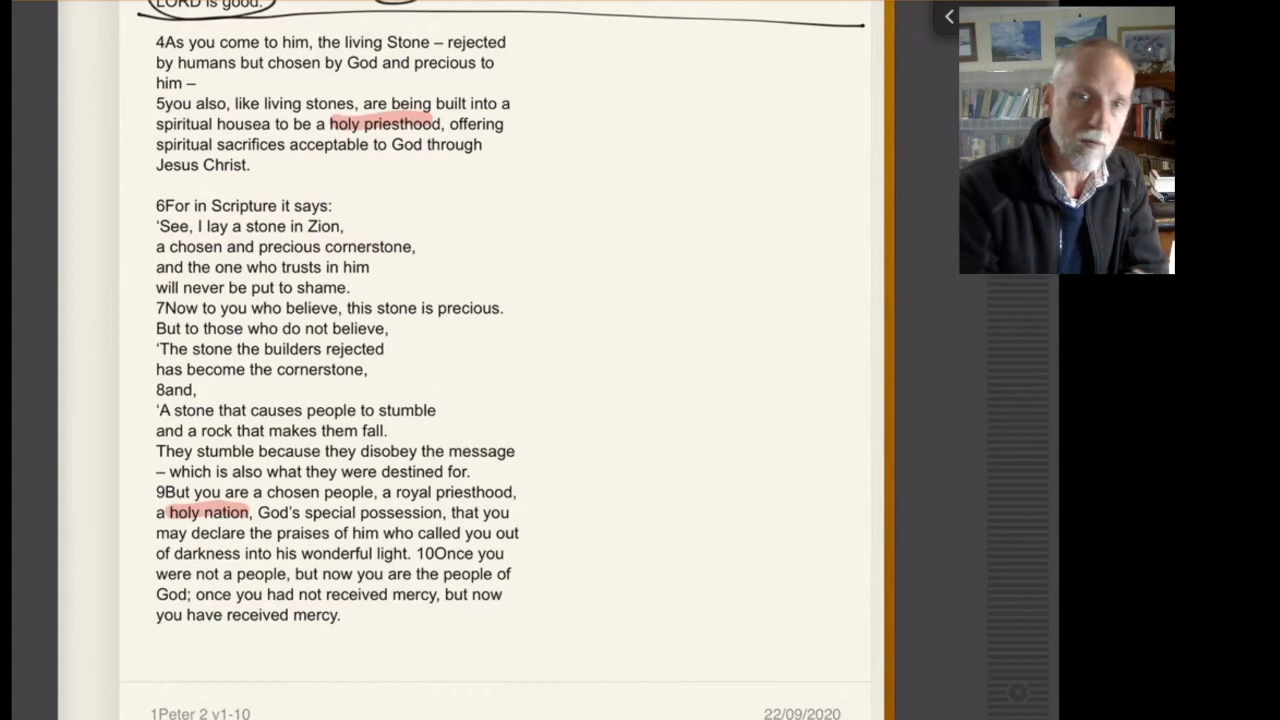 LORD is good.
4As you come to him, the living Stone – rejected
by humans but chosen by God and precious to
him –
5you also, like living stones, are being built into a
spiritual housea to be a holy priesthood, offering
spiritual sacrifices acceptable to God through
Jesus Christ.
6For in Scripture it says:
‘See, I lay a stone in Zion,
a chosen and precious cornerstone,
and the one who trusts in him
will never be put to shame.
7Now to you who believe, this stone is precious.
But to those who do not believe,
‘The stone the builders rejected
has become the cornerstone,
8and,
‘A stone that causes people to stumble
and a rock that makes them fall.
They stumble because they disobey the message
– which is also what they were destined for.
9But you are a chosen people, a royal priesthood,
a holy nation, God’s special possession, that you
may declare the praises of him who called you out
of darkness into his wonderful light. 10Once you
were not a people, but now you are the people of
God; once you had not received mercy, but now
you have received mercy.
1Peter 2 v1-10
22/09/2020